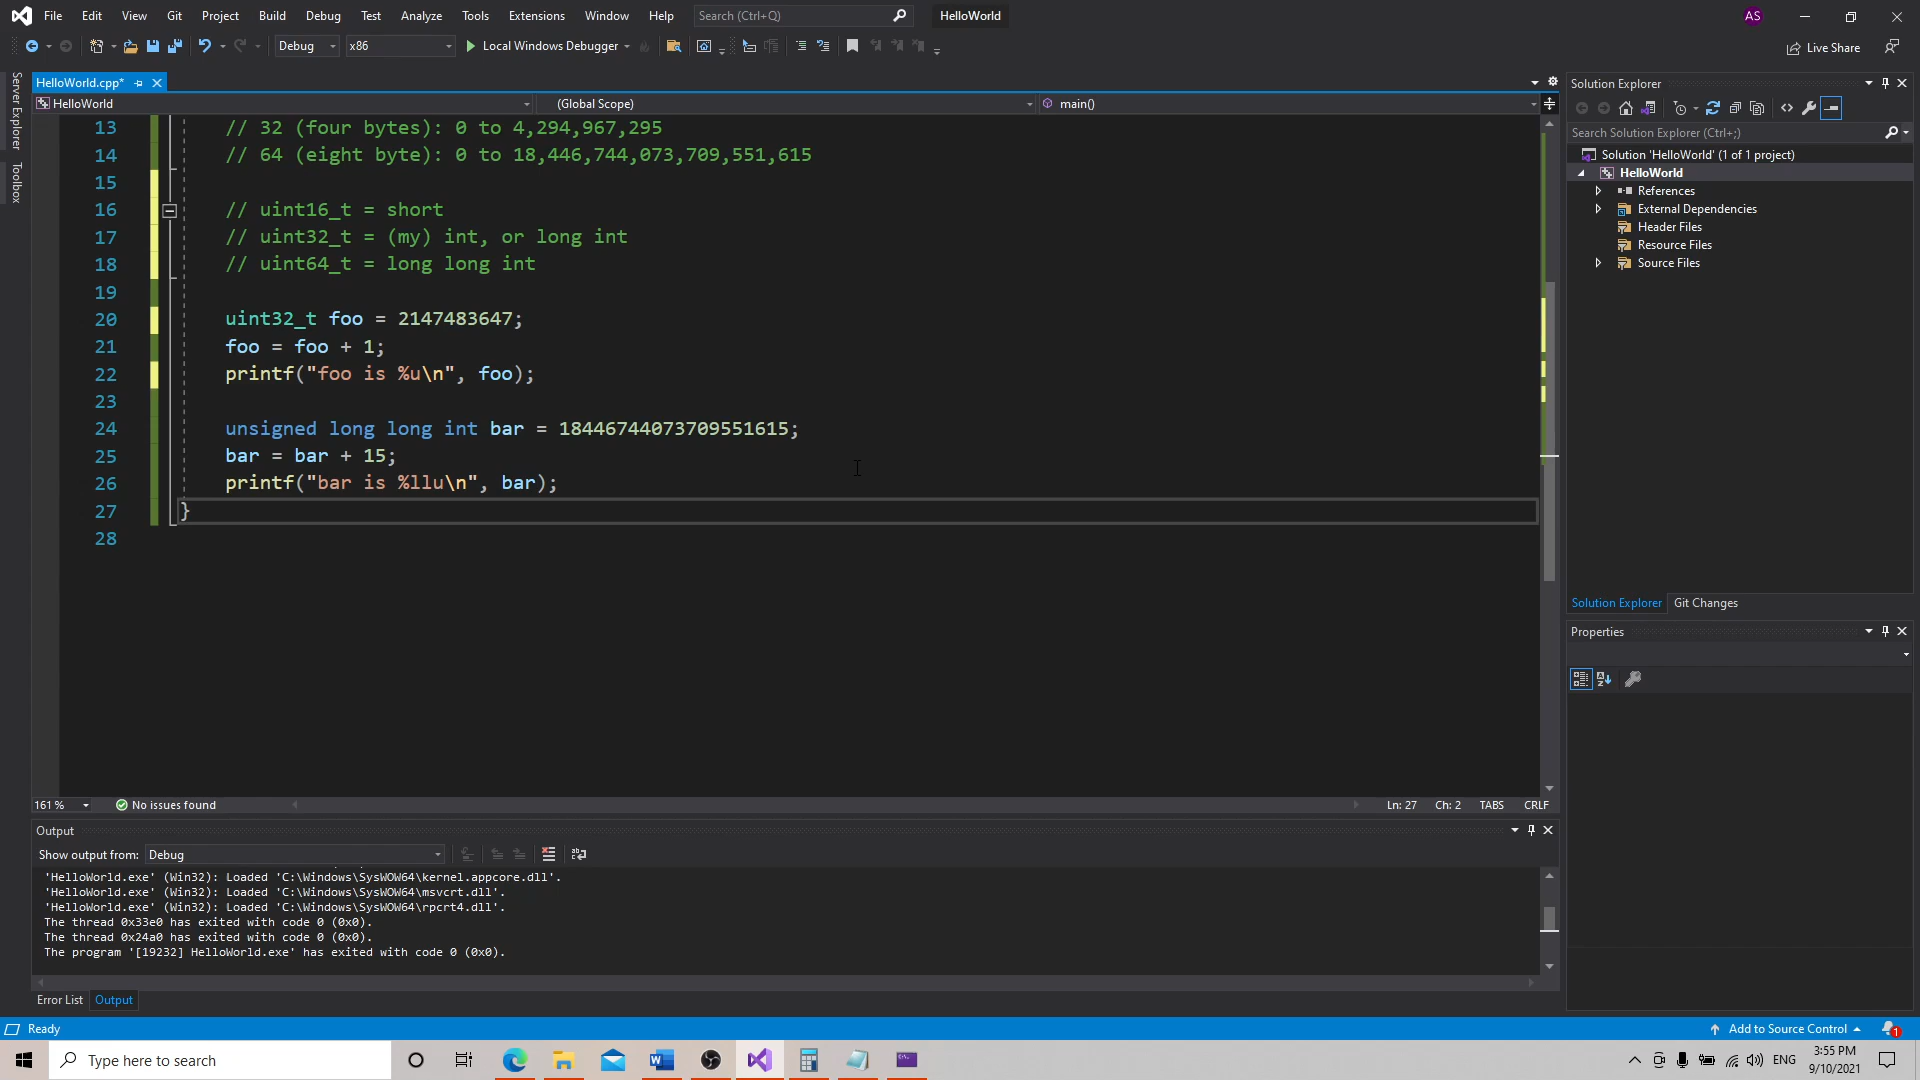 File Edit View Git Project Build Debug Test Analyze Tools Extensions Window Help Search (Ctrl+Q) HelloWorld AS
Debug x86 Local Windows Debugger Live Share
Server Explorer
Toolbox
HelloWorld.cpp*
HelloWorld (Global Scope) main()
13 // 32 (four bytes): 0 to 4,294,967,295
14 // 64 (eight byte): 0 to 18,446,744,073,709,551,615
15
16 // uint16_t = short
17 // uint32_t = (my) int, or long int
18 // uint64_t = long long int
19
20 uint32_t foo = 2147483647;
21 foo = foo + 1;
22 printf("foo is %u\n", foo);
23
24 unsigned long long int bar = 18446744073709551615;
25 bar = bar + 15;
26 printf("bar is %llu\n", bar);
27 }
28
161 % No issues found Ln: 27 Ch: 2 TABS CRLF
Output
Show output from: Debug
'HelloWorld.exe' (Win32): Loaded 'C:\Windows\SysWOW64\kernel.appcore.dll'.
'HelloWorld.exe' (Win32): Loaded 'C:\Windows\SysWOW64\msvcrt.dll'.
'HelloWorld.exe' (Win32): Loaded 'C:\Windows\SysWOW64\rpcrt4.dll'.
The thread 0x33e0 has exited with code 0 (0x0).
The thread 0x24a0 has exited with code 0 (0x0).
The program '[19232] HelloWorld.exe' has exited with code 0 (0x0).
Error List Output
Solution Explorer
Search Solution Explorer (Ctrl+;)
Solution 'HelloWorld' (1 of 1 project)
HelloWorld
References
External Dependencies
Header Files
Resource Files
Source Files
Solution Explorer Git Changes
Properties
Ready Add to Source Control 1
Type here to search ENG 3:55 PM
9/10/2021